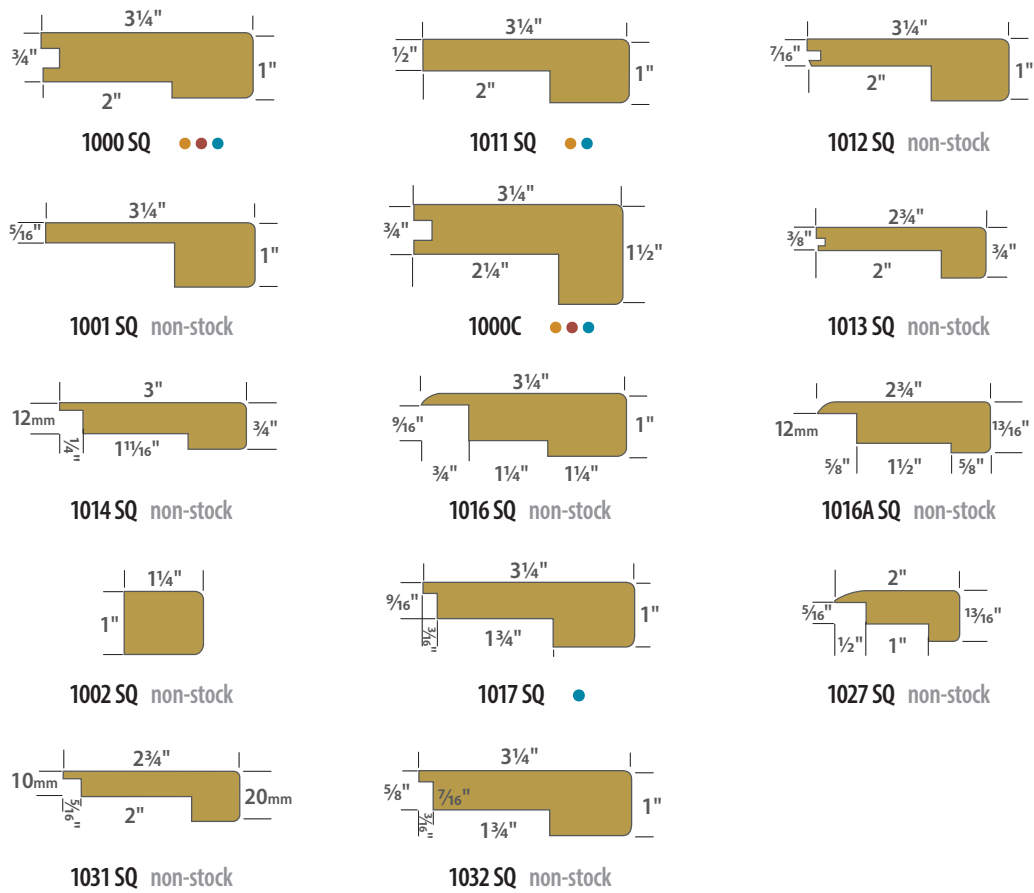 3¼" 3¼" 3¼"
¾" 1" ½" 1" 7⁄16" 1"
2" 2" 2"
1000 SQ 1011 SQ 1012 SQ non-stock
3¼" 3¼" 2¾"
5⁄16" 1" ¾" 1½" 3⁄8" ¾"
2¼" 2"
1001 SQ non-stock 1000C 1013 SQ non-stock
3" 3¼" 2¾"
12mm ¾" 9⁄16" 1" 12mm 13⁄16"
¼" 111⁄16" ¾" 1¼" 1¼" 5⁄8" 1½" 5⁄8"
1014 SQ non-stock 1016 SQ non-stock 1016A SQ non-stock
1¼" 3¼" 2"
1" 9⁄16" 1" 5⁄16" 13⁄16"
3⁄16" 1¾" ½" 1"
1002 SQ non-stock 1017 SQ 1027 SQ non-stock
2¾" 3¼"
10mm 20mm 5⁄8" 7⁄16" 1"
5⁄16" 2" 3⁄16" 1¾"
1031 SQ non-stock 1032 SQ non-stock